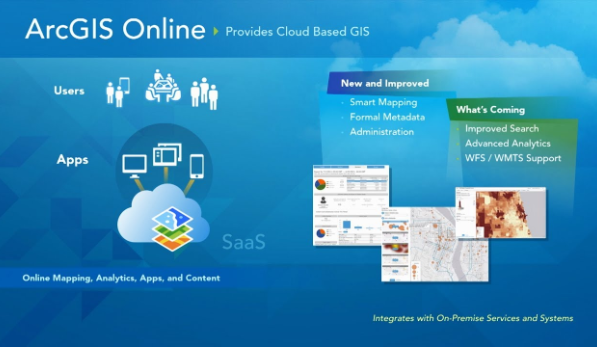 ArcGIS Online Provides Cloud Based GIS
Users
Apps
SaaS
Online Mapping, Analytics, Apps, and Content
New and Improved
· Smart Mapping
· Formal Metadata
· Administration
What's Coming
· Improved Search
· Advanced Analytics
· WFS / WMTS Support
Integrates with On-Premise Services and Systems